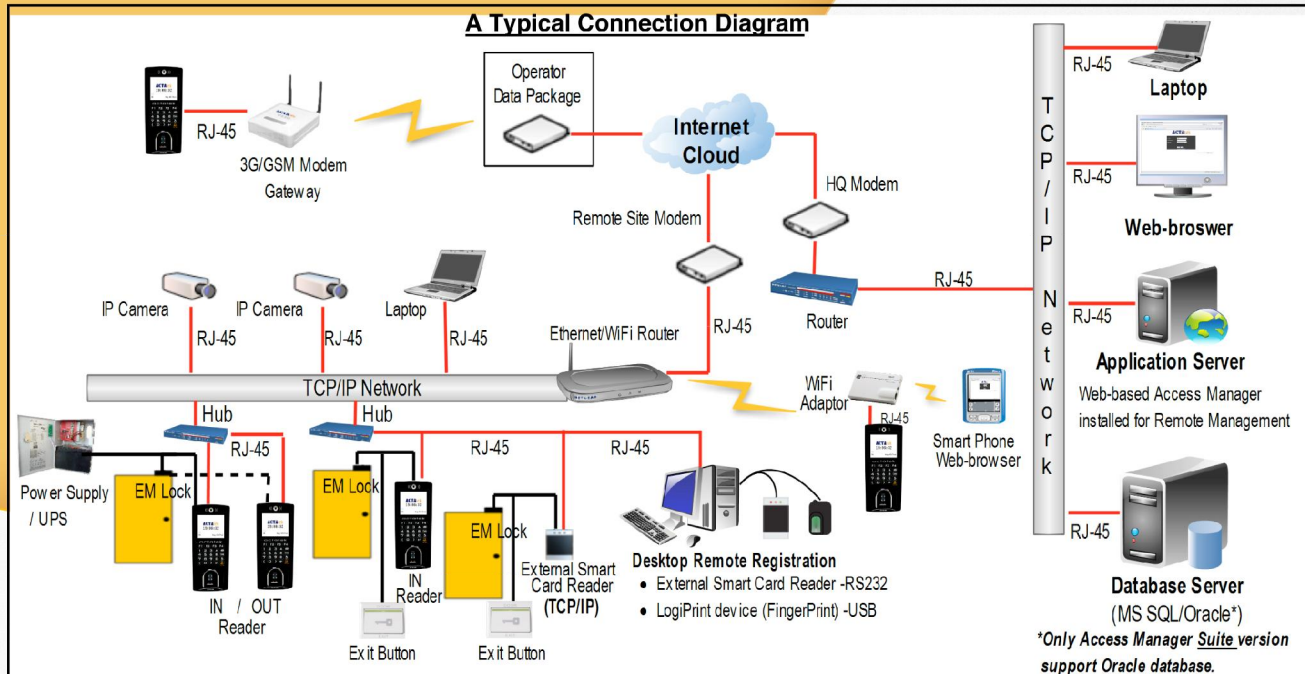 A Typical Connection Diagram
RJ-45
3G/GSM Modem
Gateway
Operator
Data Package
Internet
Cloud
HQ Modem
Remote Site Modem
RJ-45
Router
RJ-45
IP Camera
IP Camera
Laptop
RJ-45
RJ-45
RJ-45
Ethernet/WiFi Router
TCP/IP Network
Hub
Hub
RJ-45
RJ-45
RJ-45
Power Supply
/ UPS
EM Lock
IN / OUT
Reader
EM Lock
IN
Reader
Exit Button
EM Lock
Exit Button
External Smart
Card Reader
(TCP/IP)
Desktop Remote Registration
• External Smart Card Reader -RS232
• LogiPrint device (FingerPrint) -USB
WiFi
Adaptor
RJ-45
Smart Phone
Web-browser
TCP/IP Network
RJ-45
Laptop
RJ-45
Web-broswer
RJ-45
Application Server
Web-based Access Manager
installed for Remote Management
RJ-45
Database Server
(MS SQL/Oracle*)
*Only Access Manager Suite version
support Oracle database.